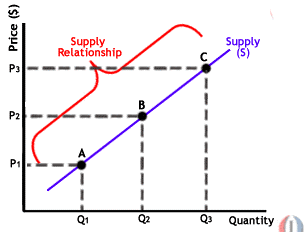 Price ($)
Supply
Relationship
Supply
(S)
P3
P2
P1
C
B
A
Q1
Q2
Q3
Quantity